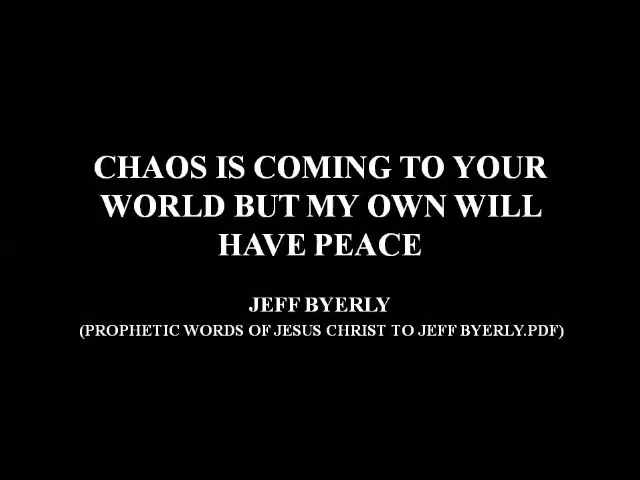 CHAOS IS COMING TO YOUR
WORLD BUT MY OWN WILL
HAVE PEACE
JEFF BYERLY
(PROPHETIC WORDS OF JESUS CHRIST TO JEFF BYERLY.PDF)